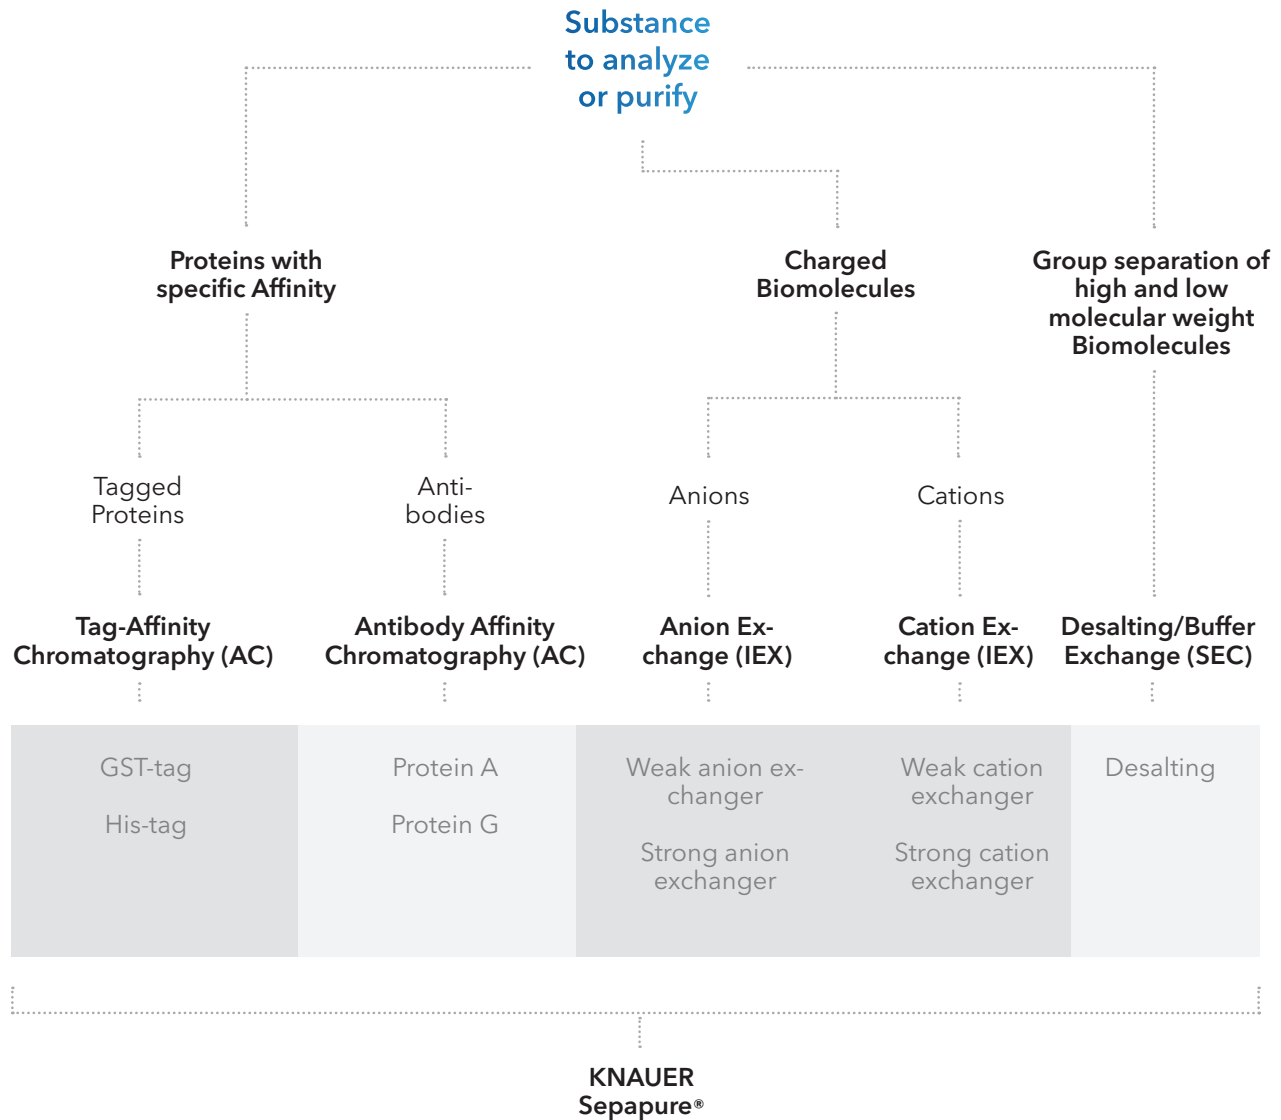 Substance
to analyze
or purify
Proteins with
specific Affinity
Charged
Biomolecules
Group separation of
high and low
molecular weight
Biomolecules
Tagged
Proteins
Anti-
bodies
Anions
Cations
Tag-Affinity
Chromatography (AC)
Antibody Affinity
Chromatography (AC)
Anion Ex-
change (IEX)
Cation Ex-
change (IEX)
Desalting/Buffer
Exchange (SEC)
GST-tag
His-tag
Protein A
Protein G
Weak anion ex-
changer
Strong anion
exchanger
Weak cation
exchanger
Strong cation
exchanger
Desalting
KNAUER
Sepapure®